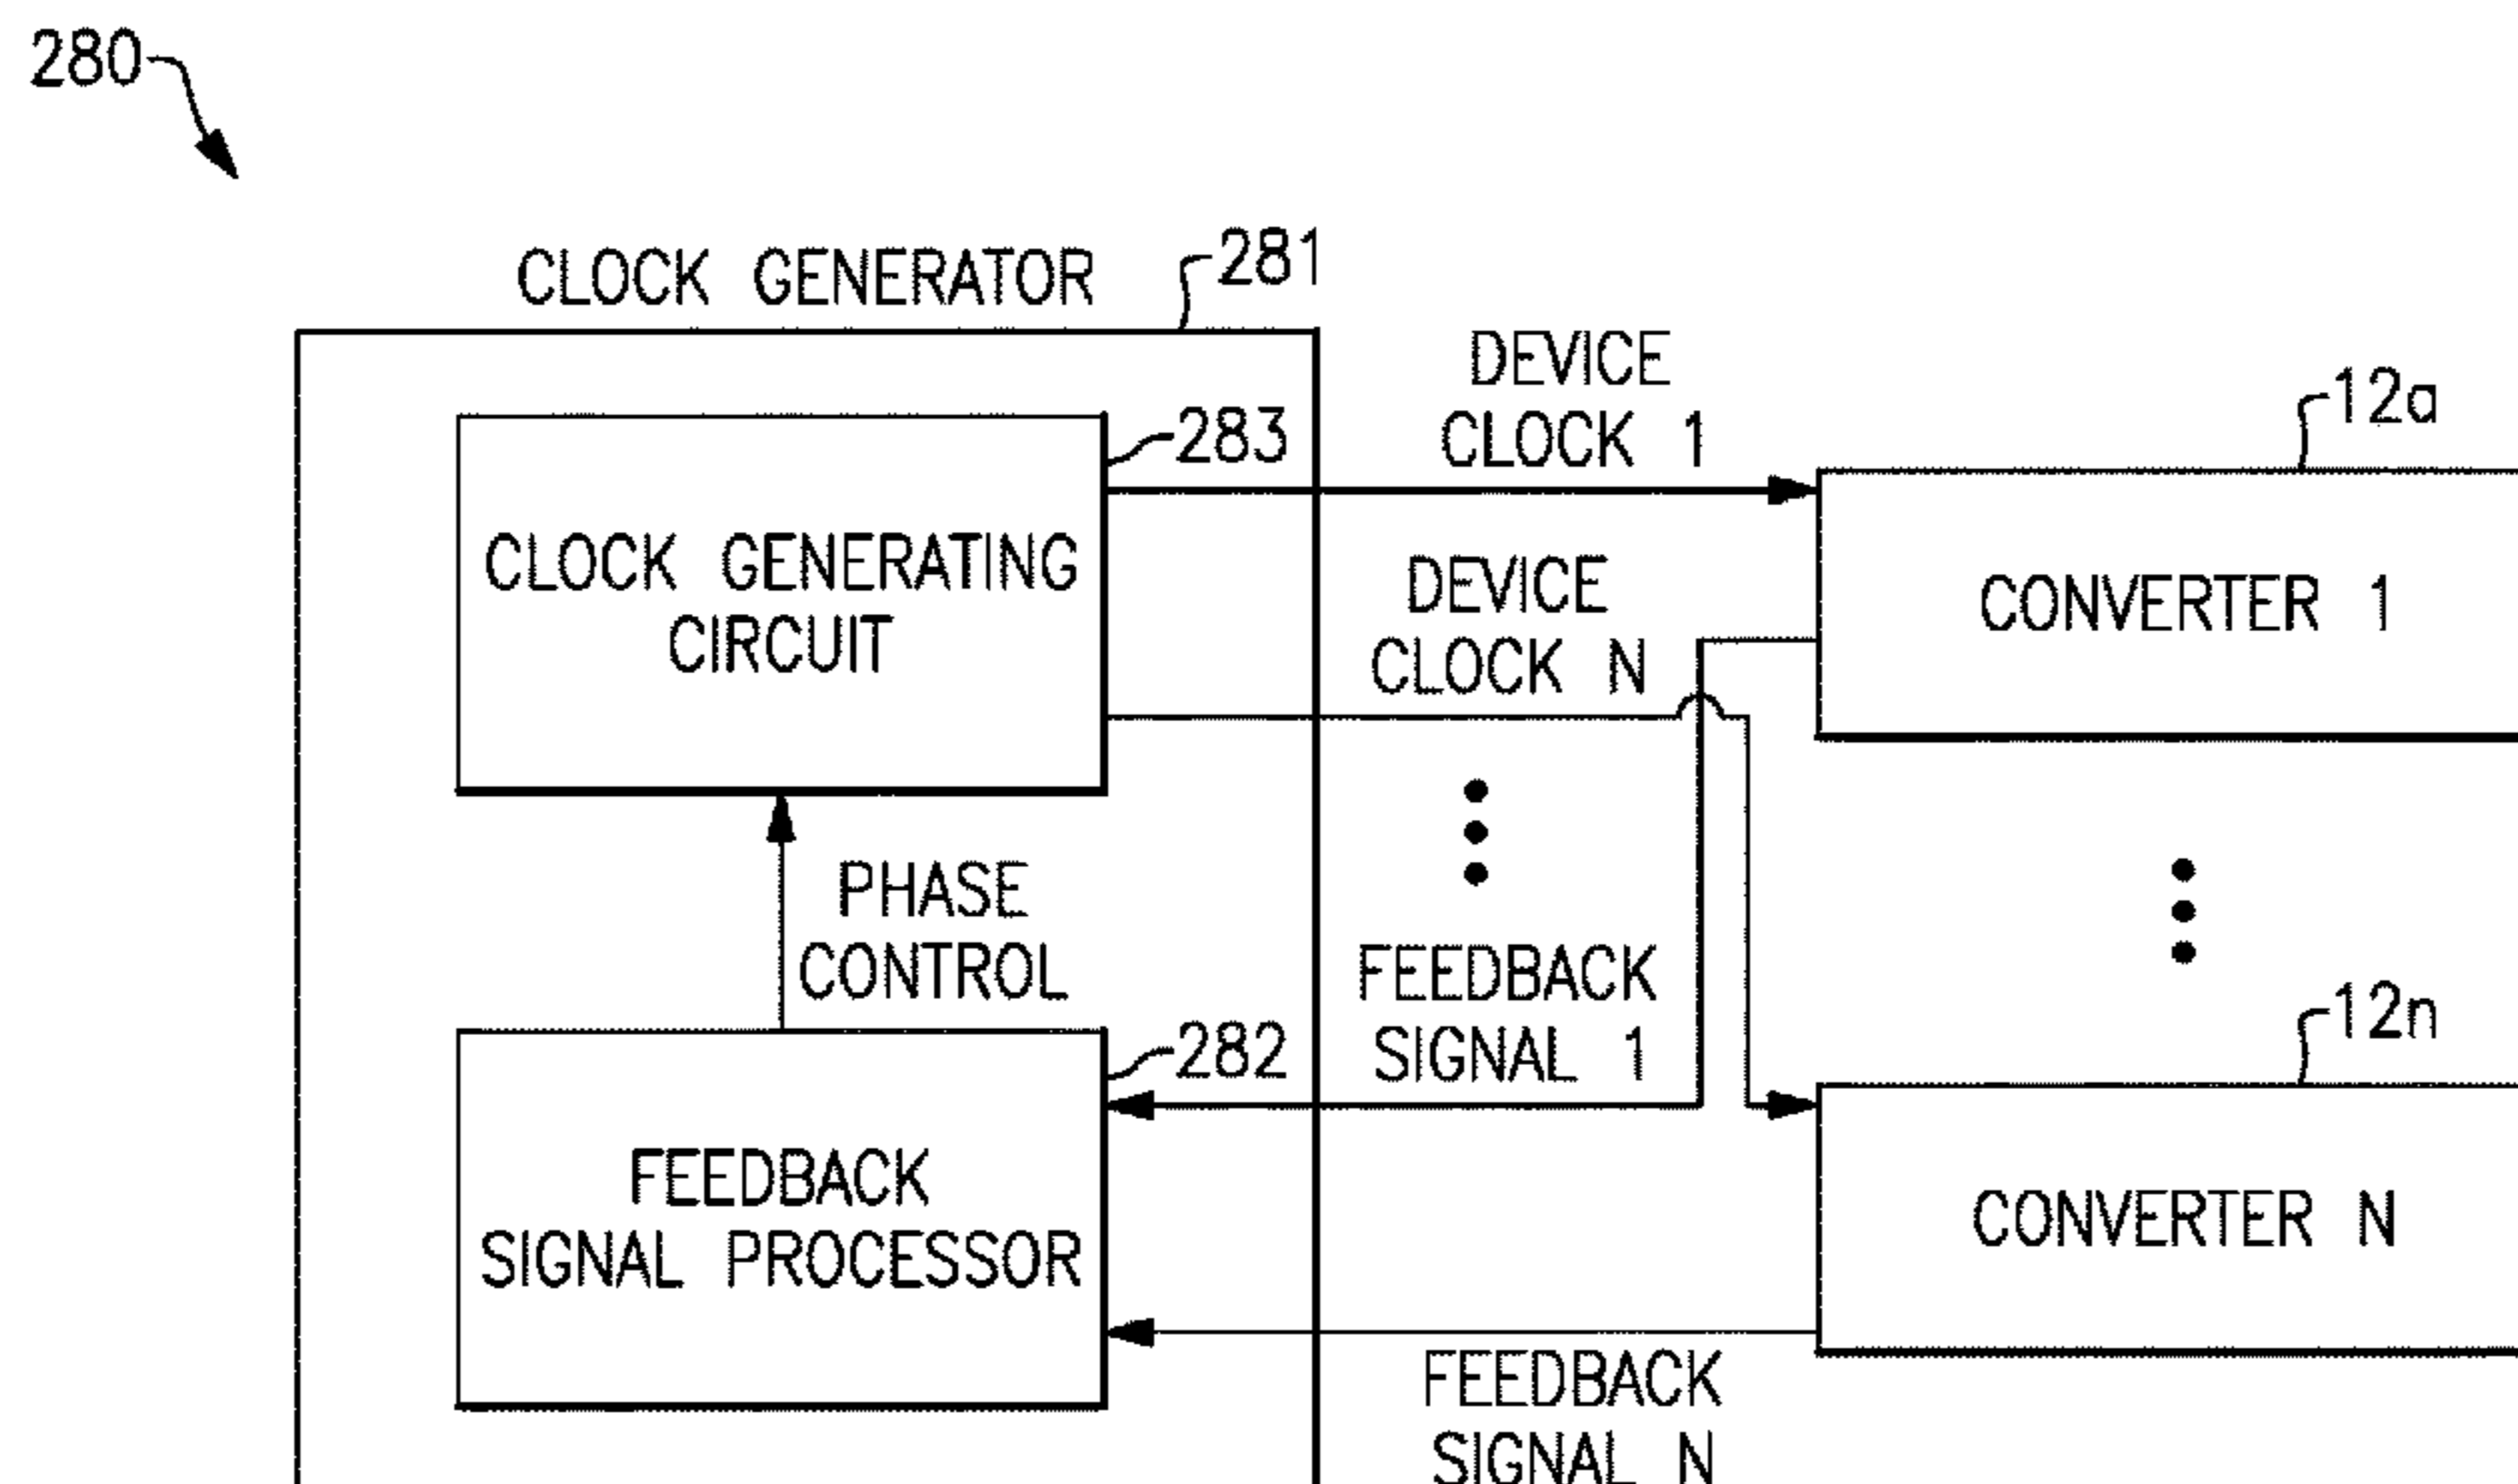 280
CLOCK GENERATOR
281
DEVICE
CLOCK 1
12a
283
CLOCK GENERATING
CIRCUIT
DEVICE
CLOCK N
CONVERTER 1
PHASE
CONTROL
FEEDBACK
SIGNAL 1
12n
282
FEEDBACK
SIGNAL PROCESSOR
CONVERTER N
FEEDBACK
SIGNAL N